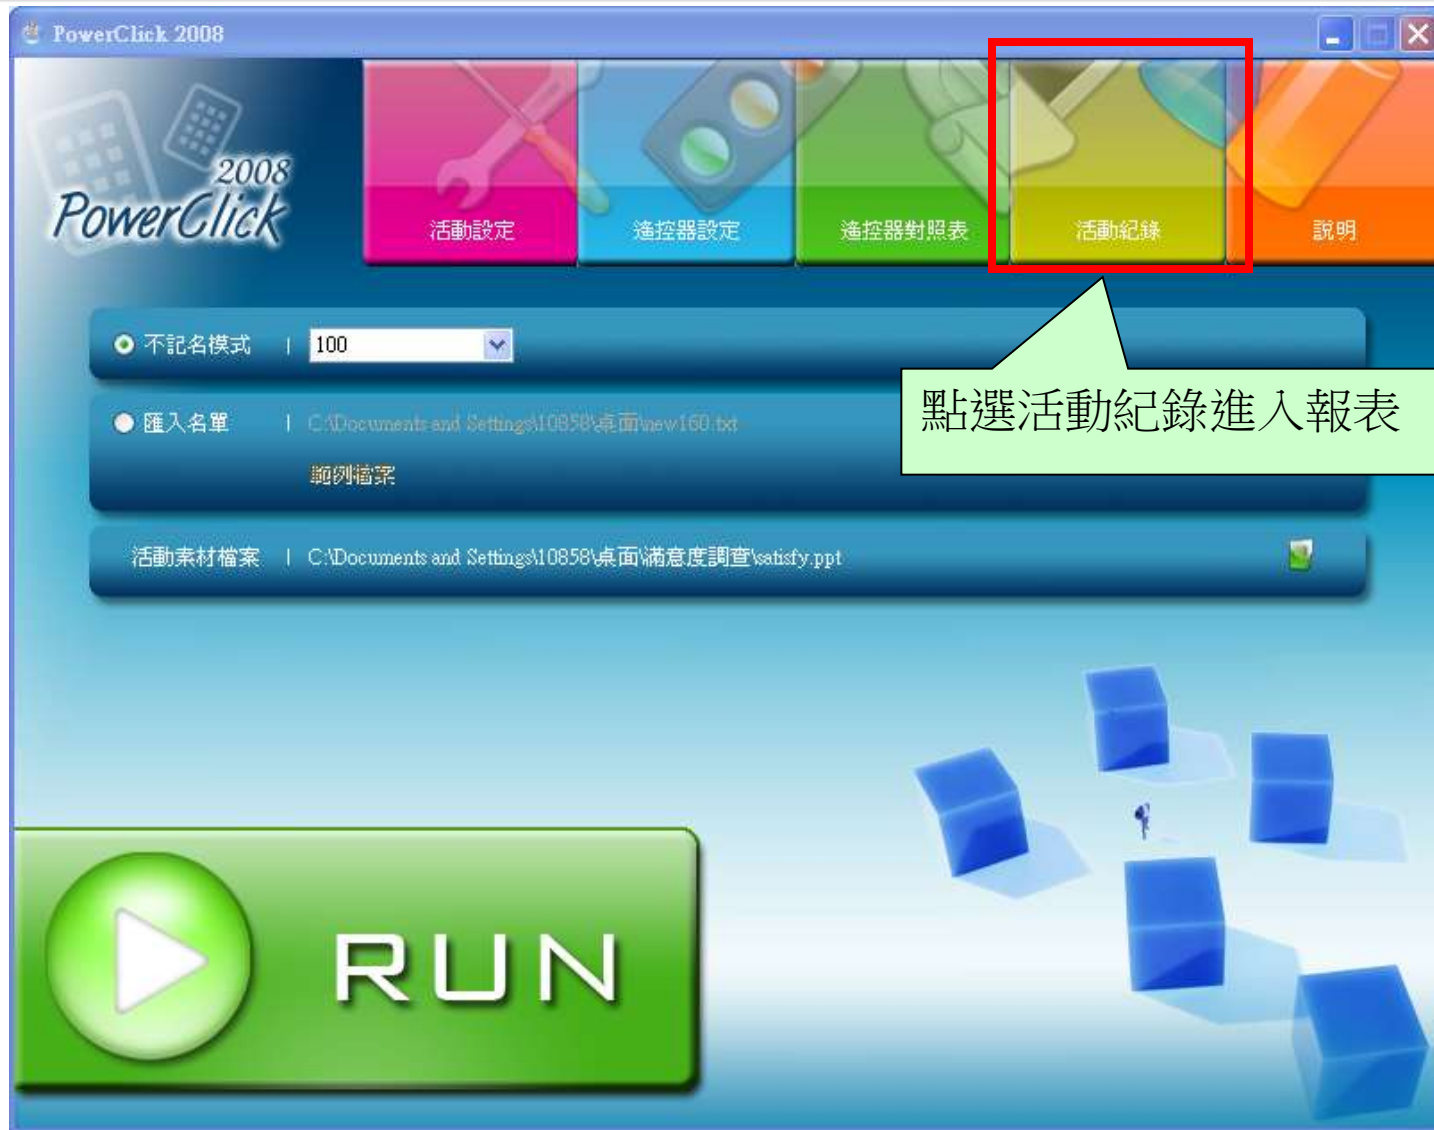 PowerClick 2008
2008
PowerClick
活動設定
遙控器設定
遙控器對照表
活動紀錄
說明
不記名模式 | 100
點選活動紀錄進入報表
匯入名單 | C:\Documents and Settings\10858\桌面\new160.txt
範例檔案
活動素材檔案 | C:\Documents and Settings\10858\桌面\滿意度調查\satisfy.ppt
RUN